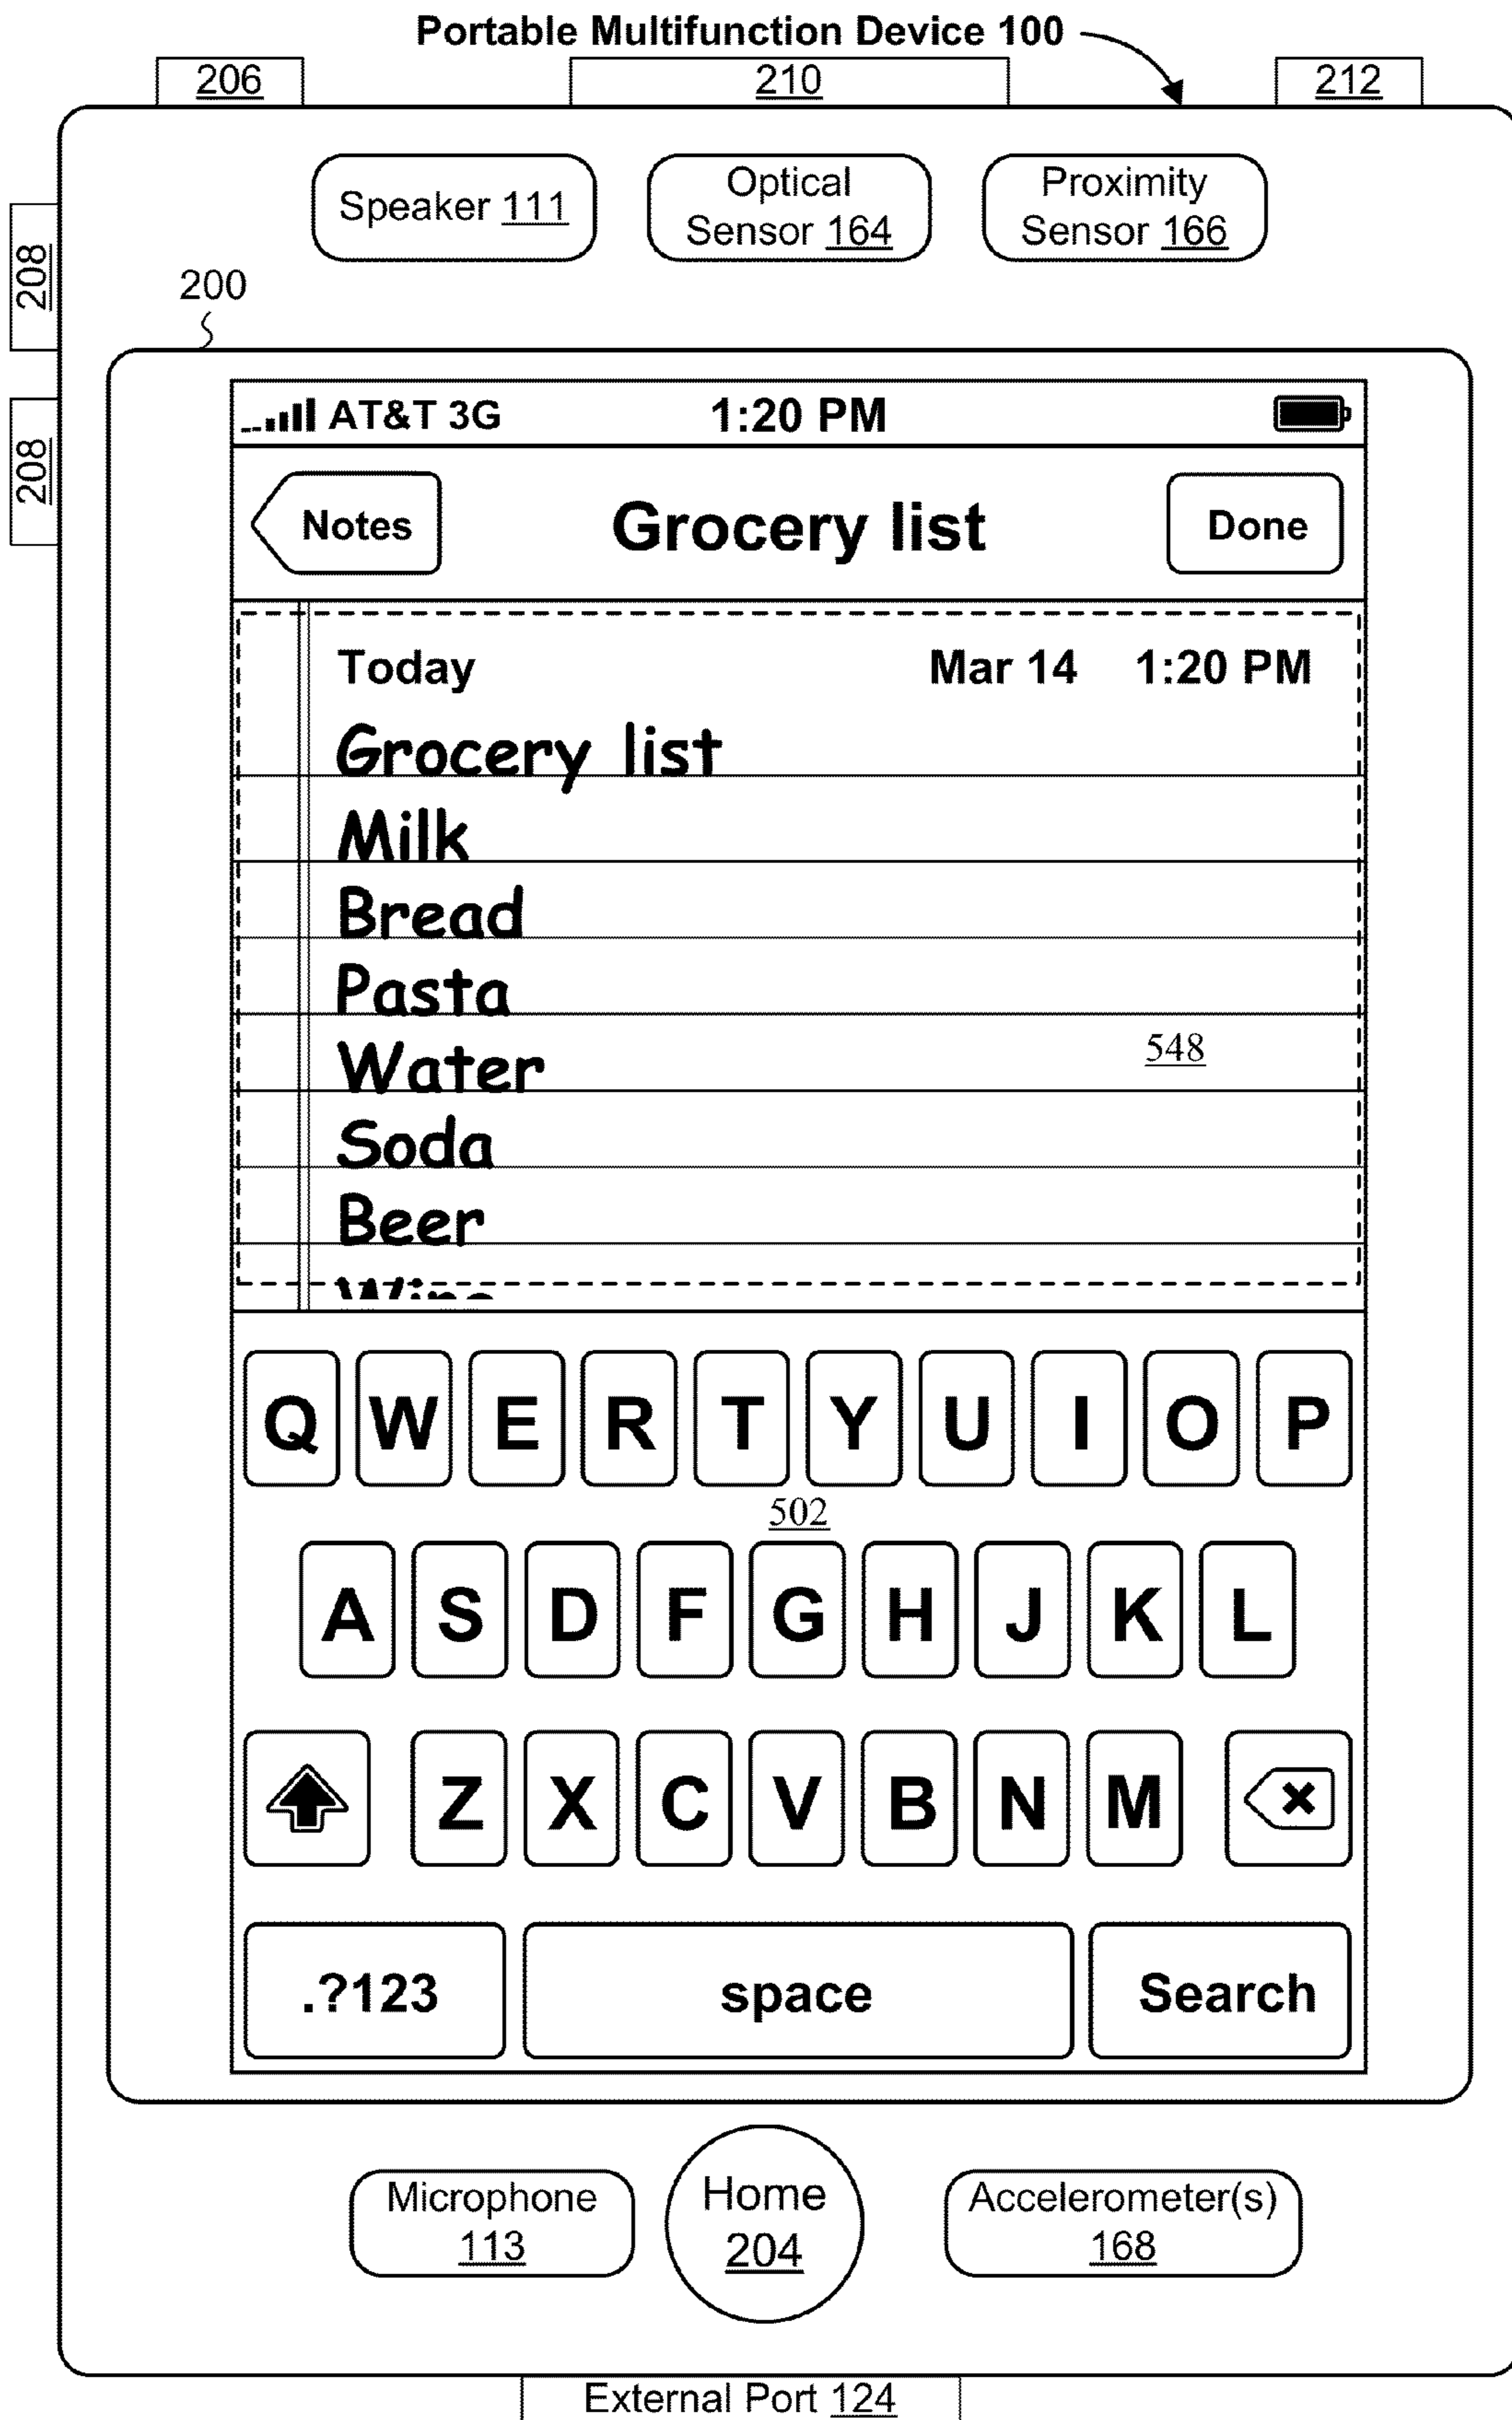 Portable Multifunction Device 100
206 210 212
Speaker 111
Optical
Sensor 164
Proximity
Sensor 166
208
208
200
AT&T 3G 1:20 PM
Notes Grocery list Done
Today Mar 14 1:20 PM
Grocery list
Milk
Bread
Pasta
Water
548
Soda
Beer
Q W E R T Y U I O P
502
A S D F G H J K L
Z X C V B N M
.?123 space Search
Microphone
113
Home
204
Accelerometer(s)
168
External Port 124